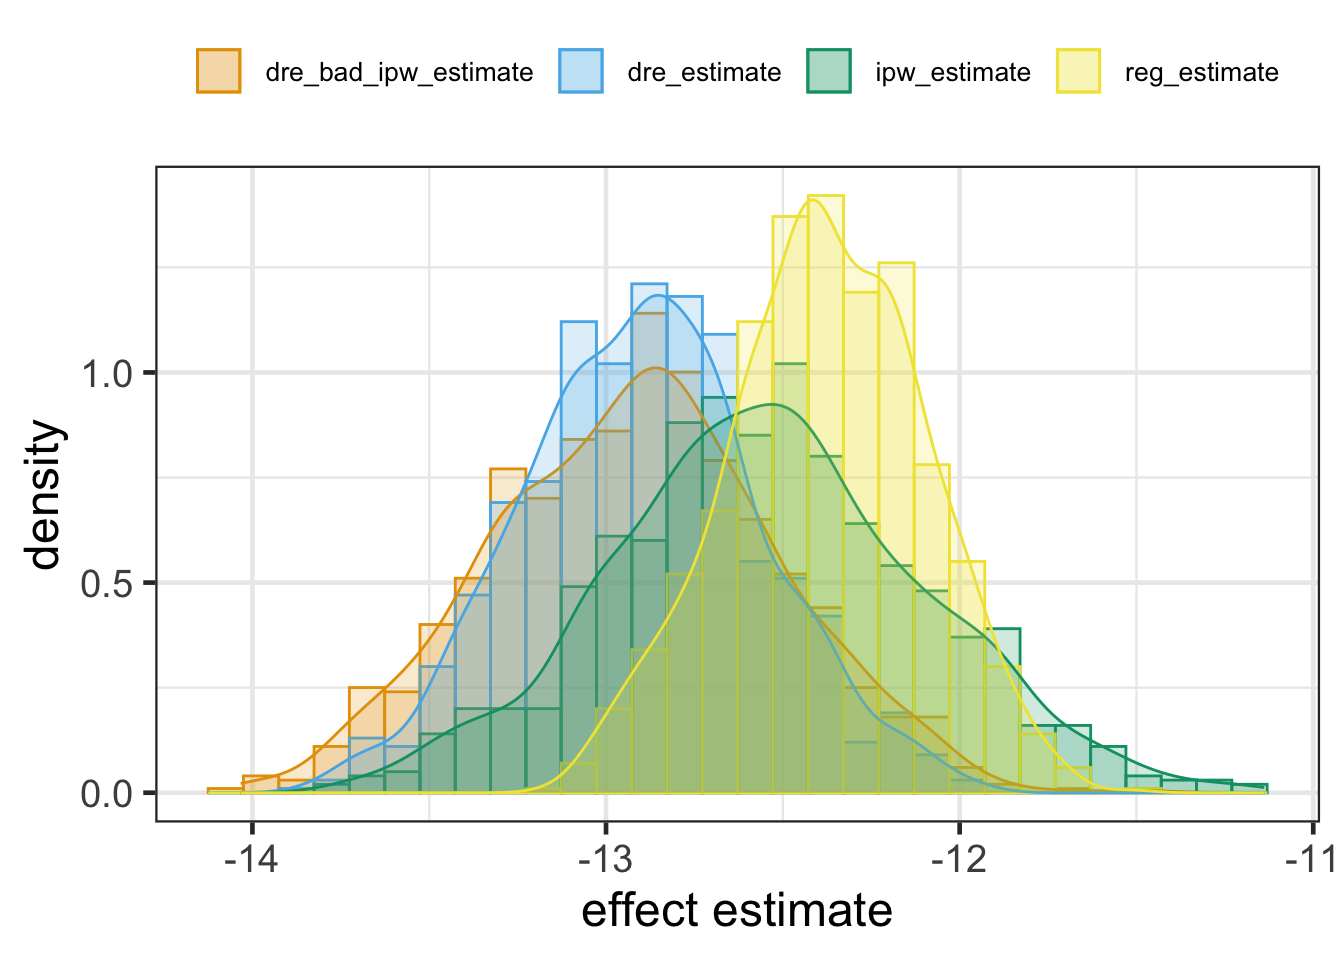 dre_bad_ipw_estimate dre_estimate ipw_estimate reg_estimate
1.0
0.5
0.0
density
-14 -13 -12 -11
effect estimate